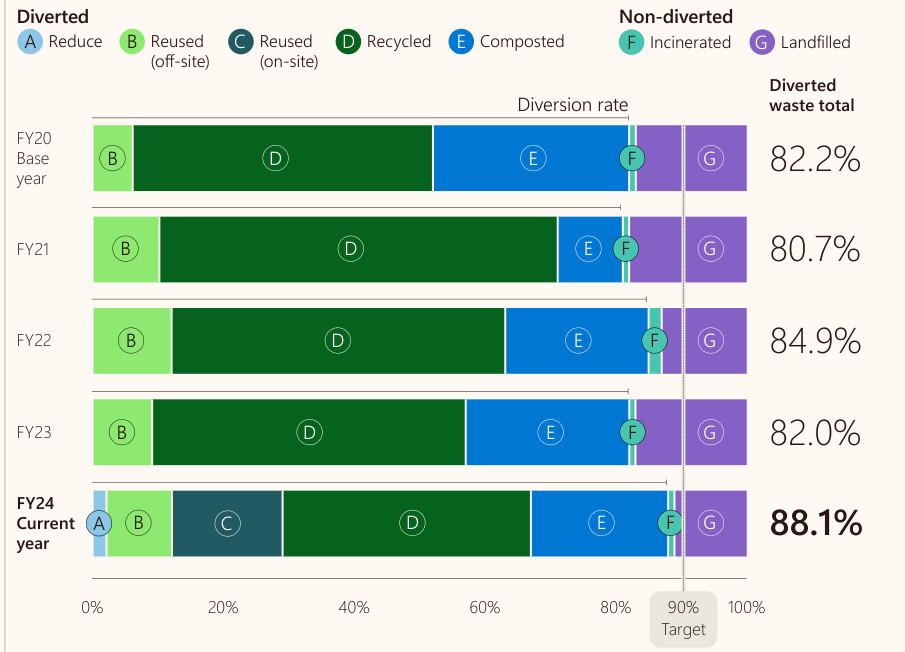 Diverted
Non-diverted
A Reduce
B Reused
(off-site)
C Reused
(on-site)
D Recycled
E Composted
F Incinerated
G Landfilled
Diverted
waste total
Diversion rate
FY20
Base
year
B D E F G
82.2%
FY21
B D E F G
80.7%
FY22
B D E F G
84.9%
FY23
B D E F G
82.0%
FY24
Current
year
A B C D E F G
88.1%
0% 20% 40% 60% 80% 90% 100%
Target